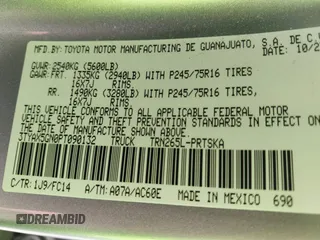 MFD.BY:TOYOTA MOTOR MANUFACTURING DE GUANAJUATO, S.A. DE C.V
10/2
GVWR:2540KG (5600LB)
GAWR:FRT. 1335KG (2940LB) WITH P245/75R16 TIRES
16X7J RIMS,
RR: 1490KG (3280LB) WITH P245/75R16 TIRES
16X7J RIMS,
THIS VEHICLE CONFORMS TO ALL APPLICABLE FEDERAL
MOTOR VEHICLE SAFETY AND THEFT PREVENTION STANDARDS
IN EFFECT ON THE DATE OF MANUFACTURE SHOWN ABOVE.
3TYAX5GN0PT090132 TRUCK TRN265L-PRTSKA
C/TR:1J9/FC14 A/TM:A07A/AC60E MADE IN MEXICO 690
DREAMBID